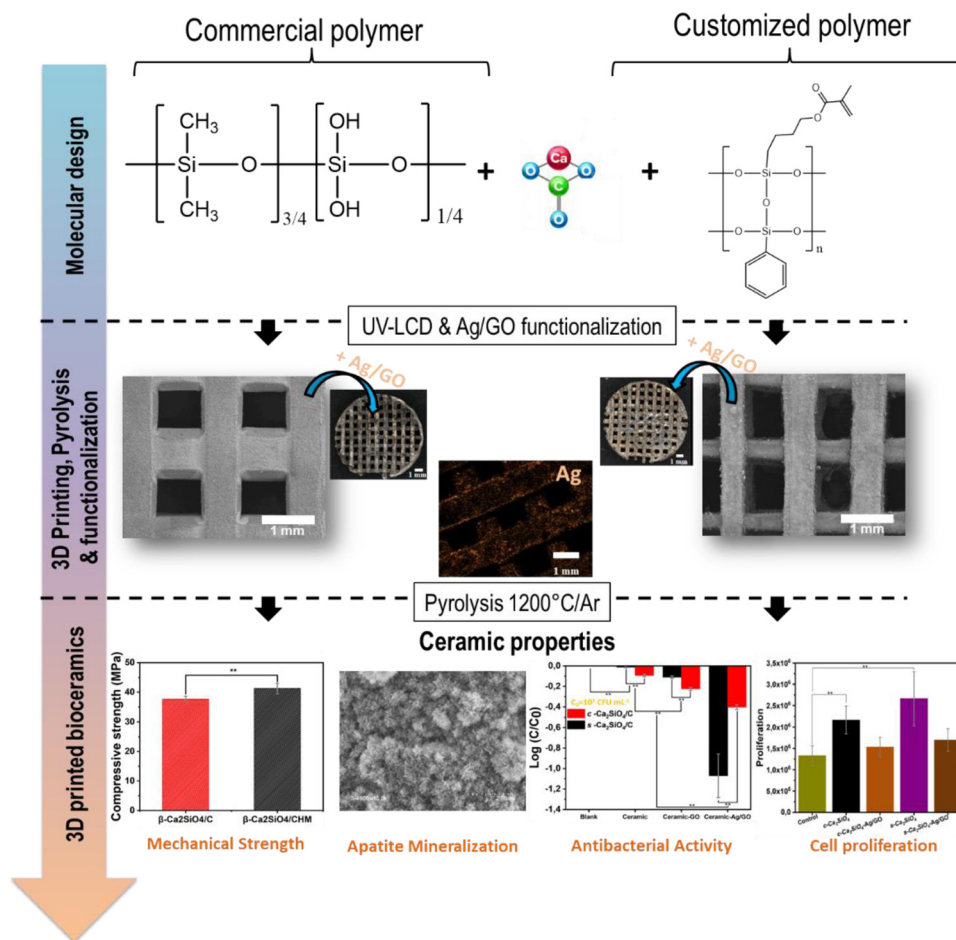 Commercial polymer
Customized polymer
Molecular design
CH3
OH
Si
O
Si
O
CH3
OH
3/4
1/4
+
Ca
O
O
C
O
+
O
O
O
Si
O
O
O
Si
O
O
n
UV-LCD & Ag/GO functionalization
3D Printing, Pyrolysis
& functionalization
+ Ag/GO
+ Ag/GO
1 mm
1 mm
Ag
1 mm
1 mm
1 mm
Pyrolysis 1200°C/Ar
3D printed bioceramics
Ceramic properties
Compressive strength (MPa)
50
40
30
20
10
0
**
β-Ca2SiO4/C
β-Ca2SiO4/CHM
Mechanical Strength
Apatite Mineralization
Log (C/C0)
0,0
-0,2
-0,4
-0,6
-0,8
-1,0
-1,2
-1,4
**
**
**
**
**
c -Ca2SiO4/C
s -Ca2SiO4/C
Blank
Ceramic
Ceramic-GO
Ceramic-Ag/GO
Antibacterial Activity
Proliferation
3,5x10⁶
3,0x10⁶
2,5x10⁶
2,0x10⁶
1,5x10⁶
1,0x10⁶
**
**
Control
c-Ca2SiO4
c-Ca2SiO4-Ag/GO
s-Ca2SiO4
s-Ca2SiO4-Ag/GO
Cell proliferation